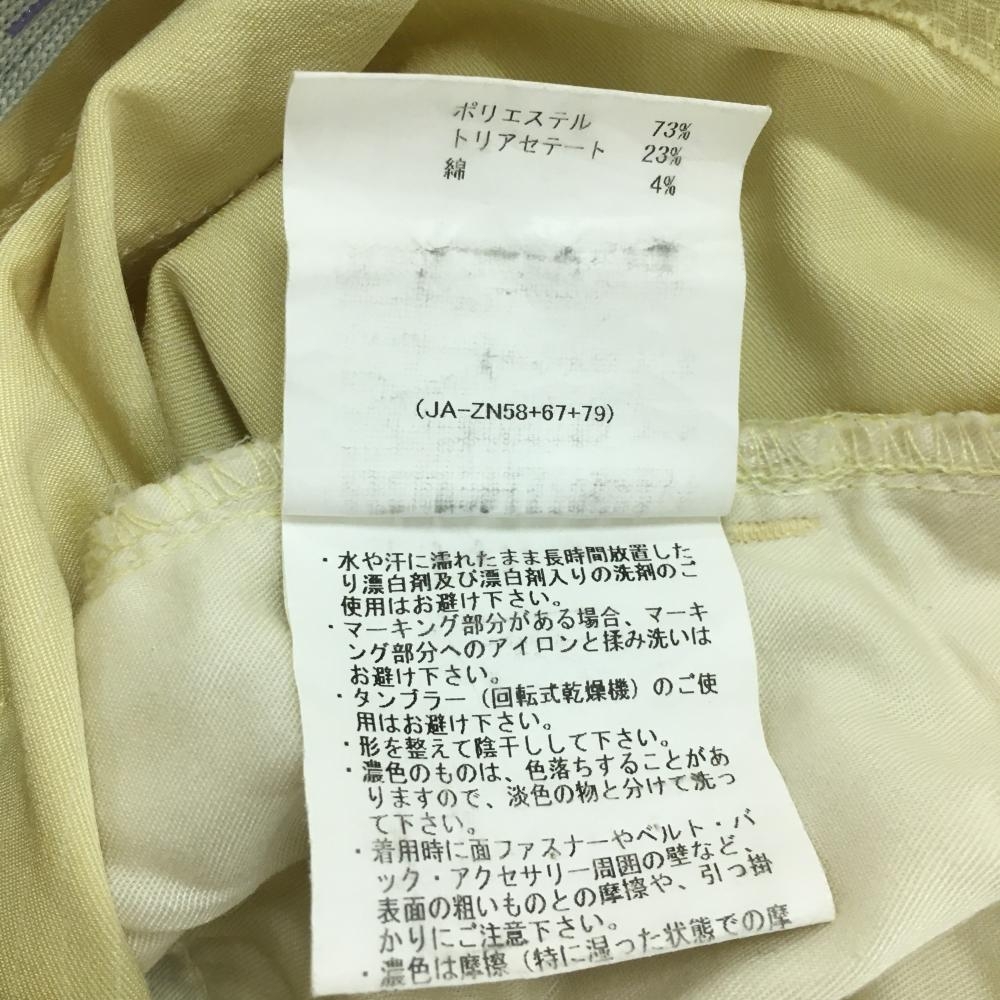 ポリエステル 73%
トリアセテート 23%
綿 4%
(JA-ZN58+67+79)
・水や汗に濡れたまま長時間放置した
り漂白剤及び漂白剤入りの洗剤のご
使用はお避け下さい。
・マーキング部分がある場合、マーキ
ング部分へのアイロンと揉み洗いは
お避け下さい。
・タンブラー(回転式乾燥機)のご使
用はお避け下さい。
・形を整えて陰干しして下さい。
・濃色のものは、色落ちすることがあ
りますので、淡色の物と分けて洗っ
て下さい。
・着用時に面ファスナーやベルト・バ
ック・アクセサリー周囲の壁など、
表面の粗いものとの摩擦や、引っ掛
かりにご注意下さい。
・濃色は摩擦(特に湿った状態での摩